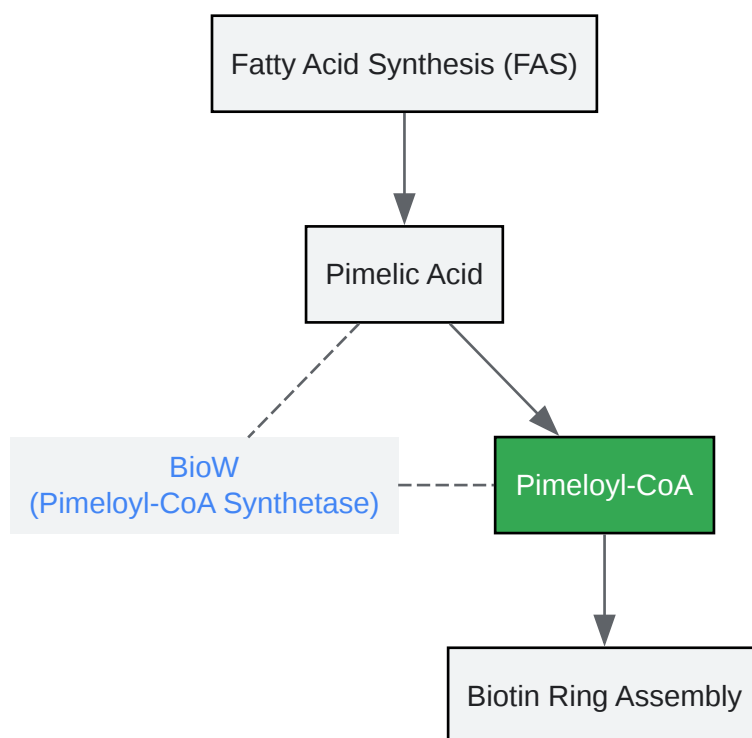 Fatty Acid Synthesis (FAS)
Pimelic Acid
BioW
(Pimeloyl-CoA Synthetase)
Pimeloyl-CoA
Biotin Ring Assembly